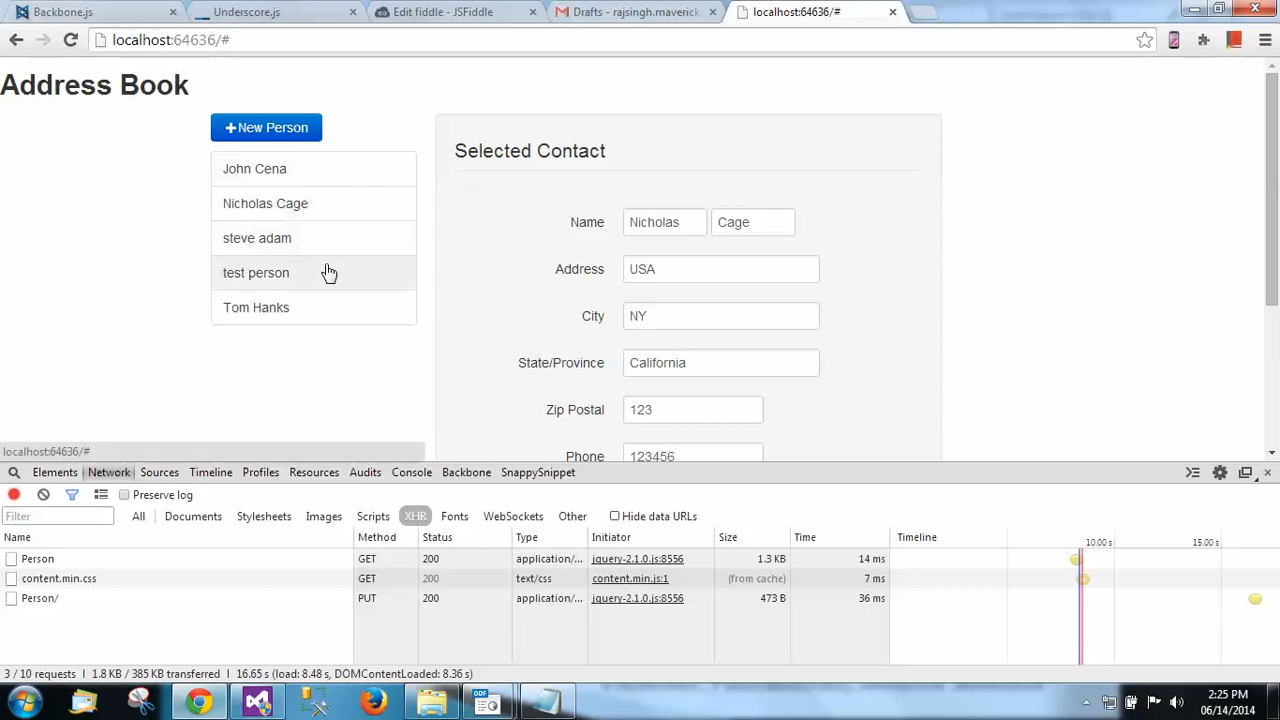 Backbone.js × Underscore.js × Edit fiddle - JSFiddle × Drafts - rajsingh.maverick × localhost:64636/# ×
localhost:64636/#
Address Book
+New Person
John Cena
Nicholas Cage
steve adam
test person
Tom Hanks
Selected Contact
Name Nicholas Cage
Address USA
City NY
State/Province California
Zip Postal 123
Phone 123456
localhost:64636/#
Elements Network Sources Timeline Profiles Resources Audits Console Backbone SnappySnippet
Preserve log
Filter All Documents Stylesheets Images Scripts XHR Fonts WebSockets Other Hide data URLs
Name Method Status Type Initiator Size Time Timeline 10.00 s 15.00 s
Person GET 200 application/... jquery-2.1.0.js:8556 1.3 KB 14 ms
content.min.css GET 200 text/css content.min.js:1 (from cache) 7 ms
Person/ PUT 200 application/... jquery-2.1.0.js:8556 473 B 36 ms
3 / 10 requests | 1.8 KB / 385 KB transferred | 16.65 s (load: 8.48 s, DOMContentLoaded: 8.36 s)
ODF
2:25 PM
06/14/2014